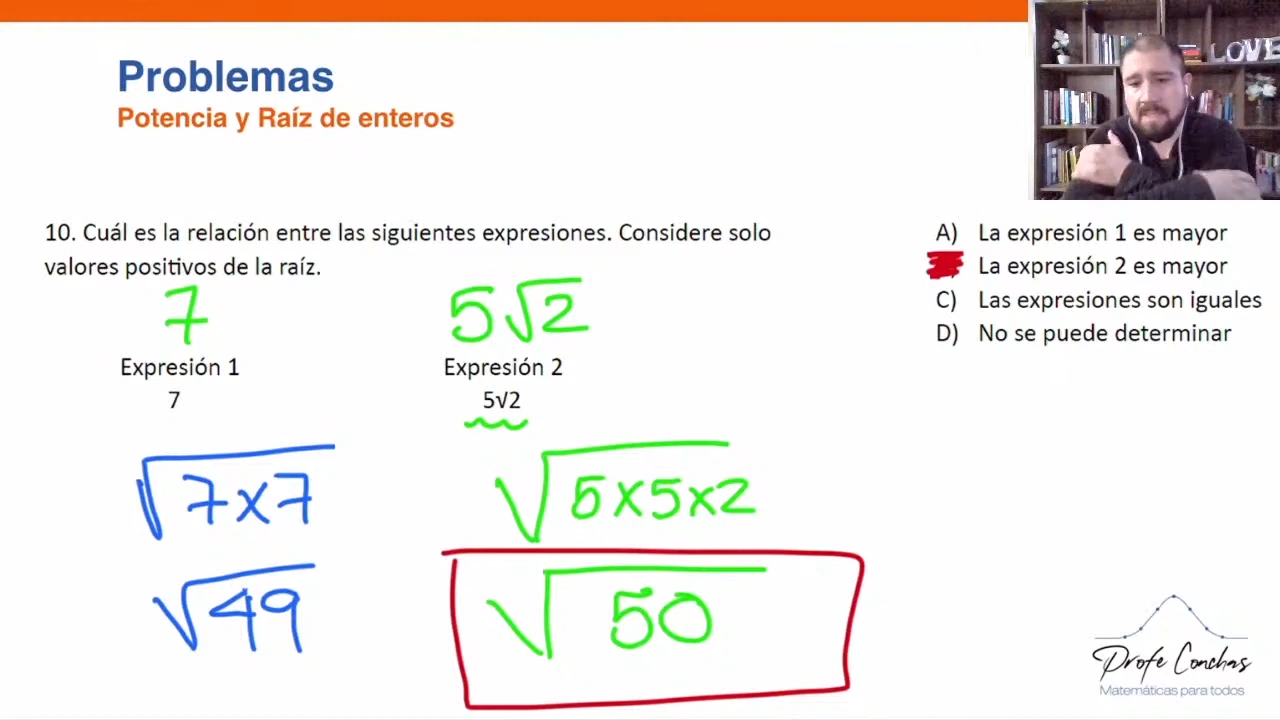 Problemas
Potencia y Raíz de enteros
LOVE
10. Cuál es la relación entre las siguientes expresiones. Considere solo
valores positivos de la raíz.
7
5√2
Expresión 1
Expresión 2
7
5√2
√7x7
√5x5x2
√49
√50
A) La expresión 1 es mayor
La expresión 2 es mayor
C) Las expresiones son iguales
D) No se puede determinar
Profe Conchas
Matemáticas para todos